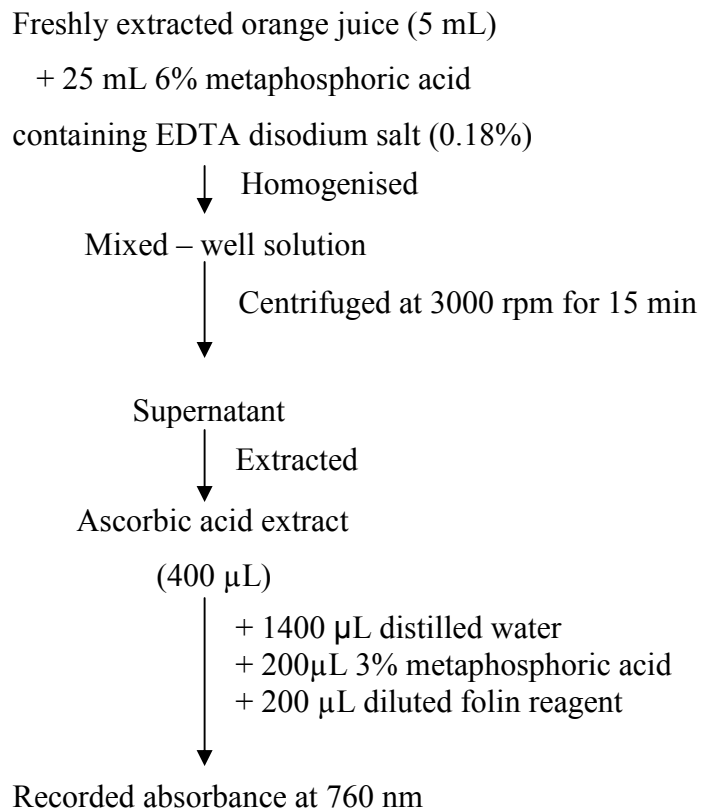 Freshly extracted orange juice (5 mL)
+ 25 mL 6% metaphosphoric acid
containing EDTA disodium salt (0.18%)
Homogenised
Mixed – well solution
Centrifuged at 3000 rpm for 15 min
Supernatant
Extracted
Ascorbic acid extract
(400 µL)
+ 1400 µL distilled water
+ 200µL 3% metaphosphoric acid
+ 200 µL diluted folin reagent
Recorded absorbance at 760 nm